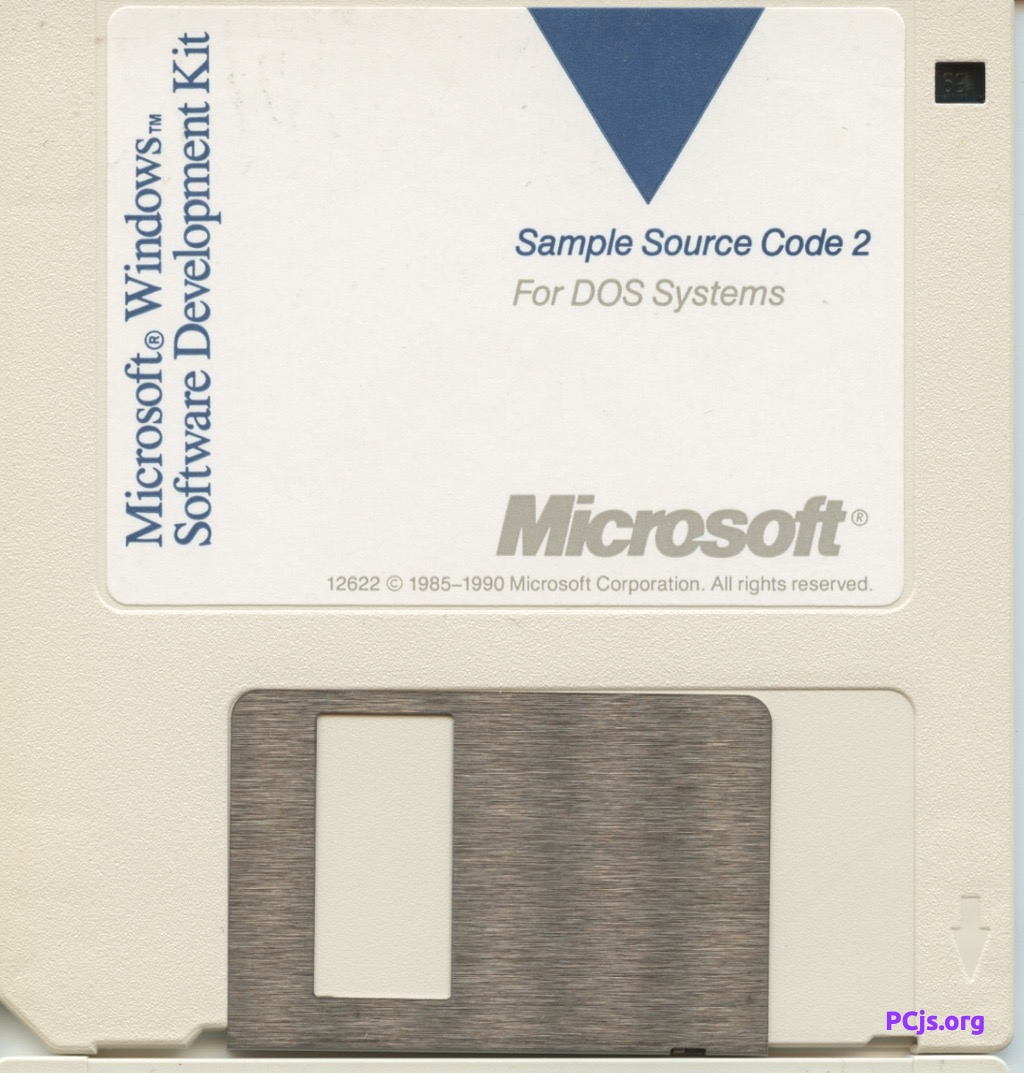 Microsoft® Windows™
Software Development Kit
Sample Source Code 2
For DOS Systems
Microsoft®
12622 © 1985–1990 Microsoft Corporation. All rights reserved.
PCjs.org